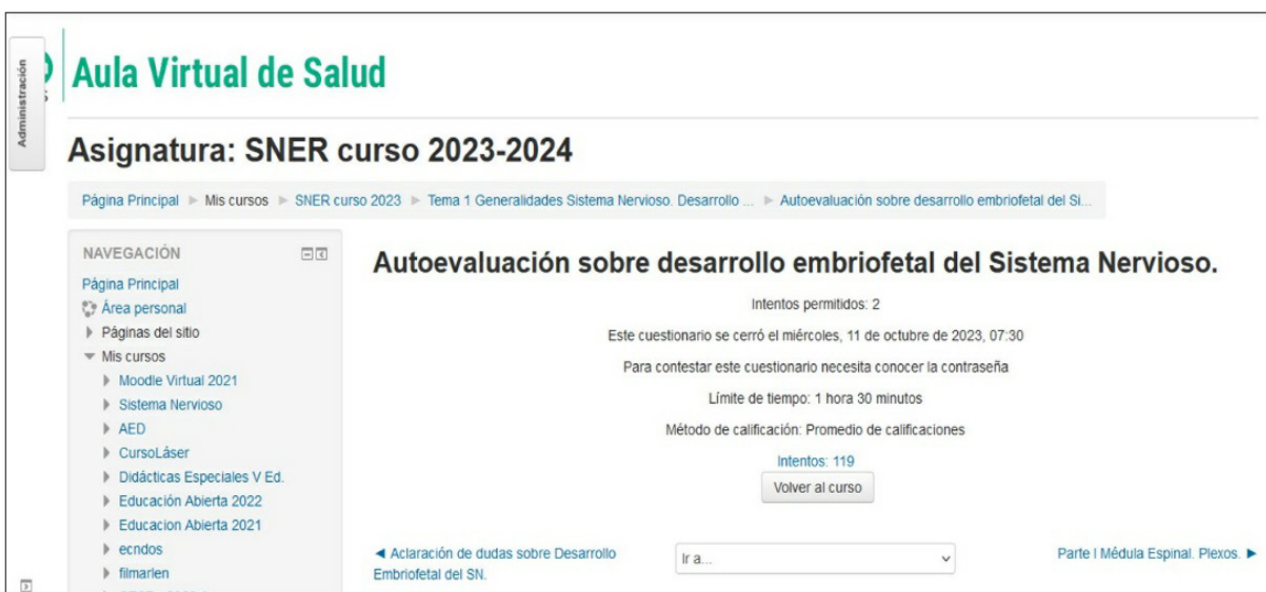 Administración
Aula Virtual de Salud
Asignatura: SNER curso 2023-2024
Página Principal ▶ Mis cursos ▶ SNER curso 2023 ▶ Tema 1 Generalidades Sistema Nervioso. Desarrollo ... ▶ Autoevaluación sobre desarrollo embriofetal del Si...
NAVEGACIÓN
Página Principal
Área personal
Páginas del sitio
Mis cursos
Moodle Virtual 2021
Sistema Nervioso
AED
CursoLáser
Didácticas Especiales V Ed.
Educación Abierta 2022
Educacion Abierta 2021
ecndos
filmarlen
Autoevaluación sobre desarrollo embriofetal del Sistema Nervioso.
Intentos permitidos: 2
Este cuestionario se cerró el miércoles, 11 de octubre de 2023, 07:30
Para contestar este cuestionario necesita conocer la contraseña
Límite de tiempo: 1 hora 30 minutos
Método de calificación: Promedio de calificaciones
Intentos: 119
Volver al curso
◀ Aclaración de dudas sobre Desarrollo
Embriofetal del SN.
Ir a...
Parte I Médula Espinal. Plexos. ▶